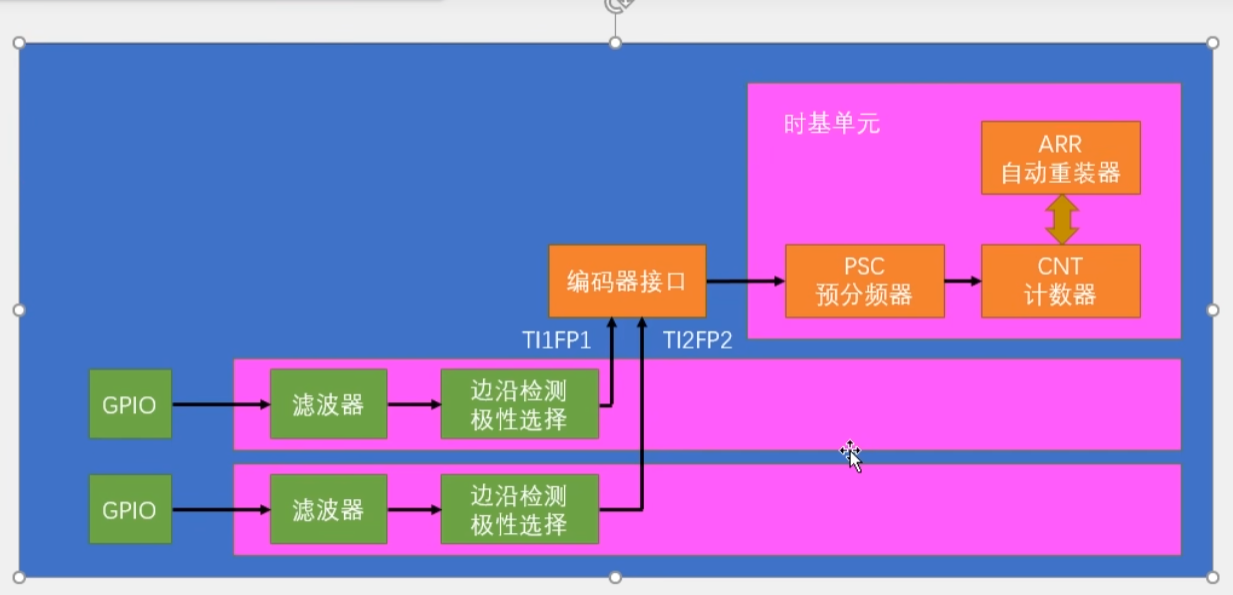 时基单元
ARR
自动重装器
编码器接口
PSC
预分频器
CNT
计数器
TI1FP1
TI2FP2
GPIO
滤波器
边沿检测
极性选择
GPIO
滤波器
边沿检测
极性选择